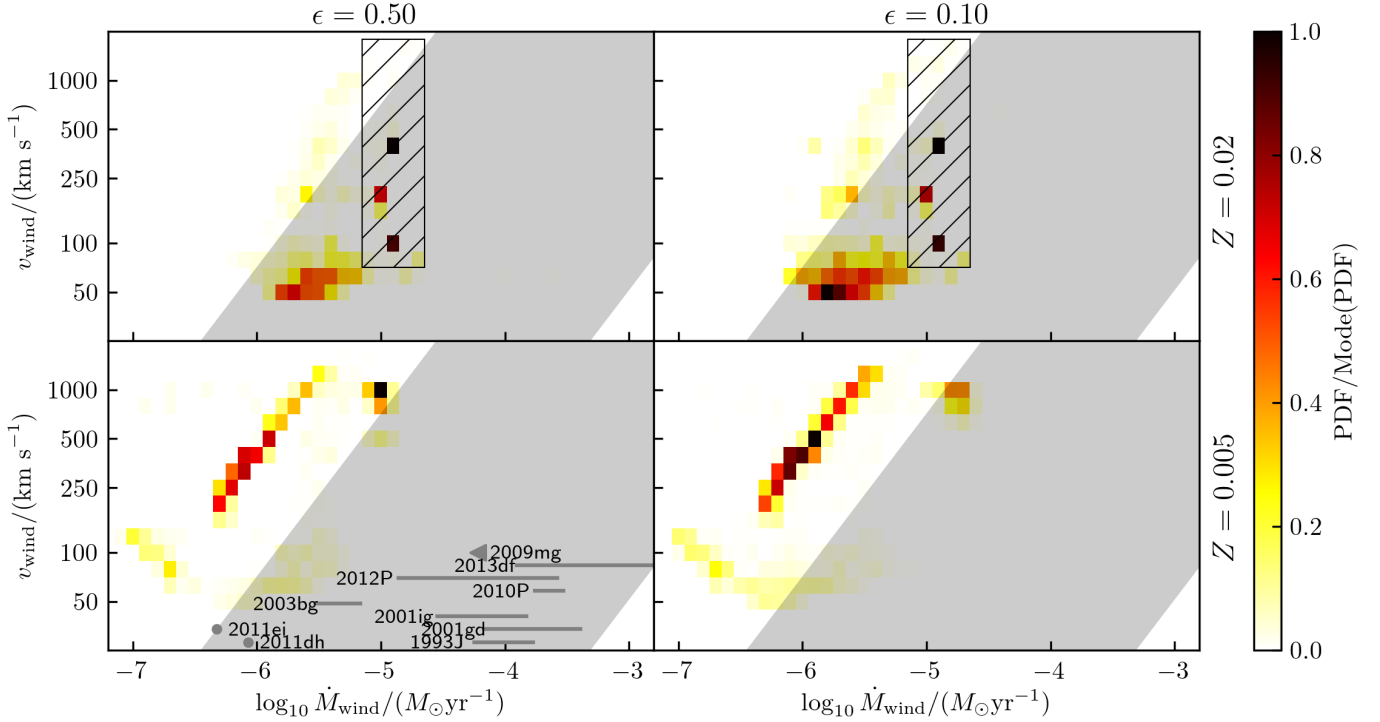 ϵ = 0.50
ϵ = 0.10
1000
500
250
100
50
v_wind/(km s⁻¹)
Z = 0.02
1.0
0.8
0.6
0.4
0.2
0.0
PDF/Mode(PDF)
1000
500
250
100
50
v_wind/(km s⁻¹)
Z = 0.005
2009mg
2013df
2012P
2010P
2003bg
2001ig
2011ei
2001gd
2011dh
1993J
−7
−6
−5
−4
−3
−7
−6
−5
−4
−3
log₁₀ Ṁ_wind/(M_⊙yr⁻¹)
log₁₀ Ṁ_wind/(M_⊙yr⁻¹)